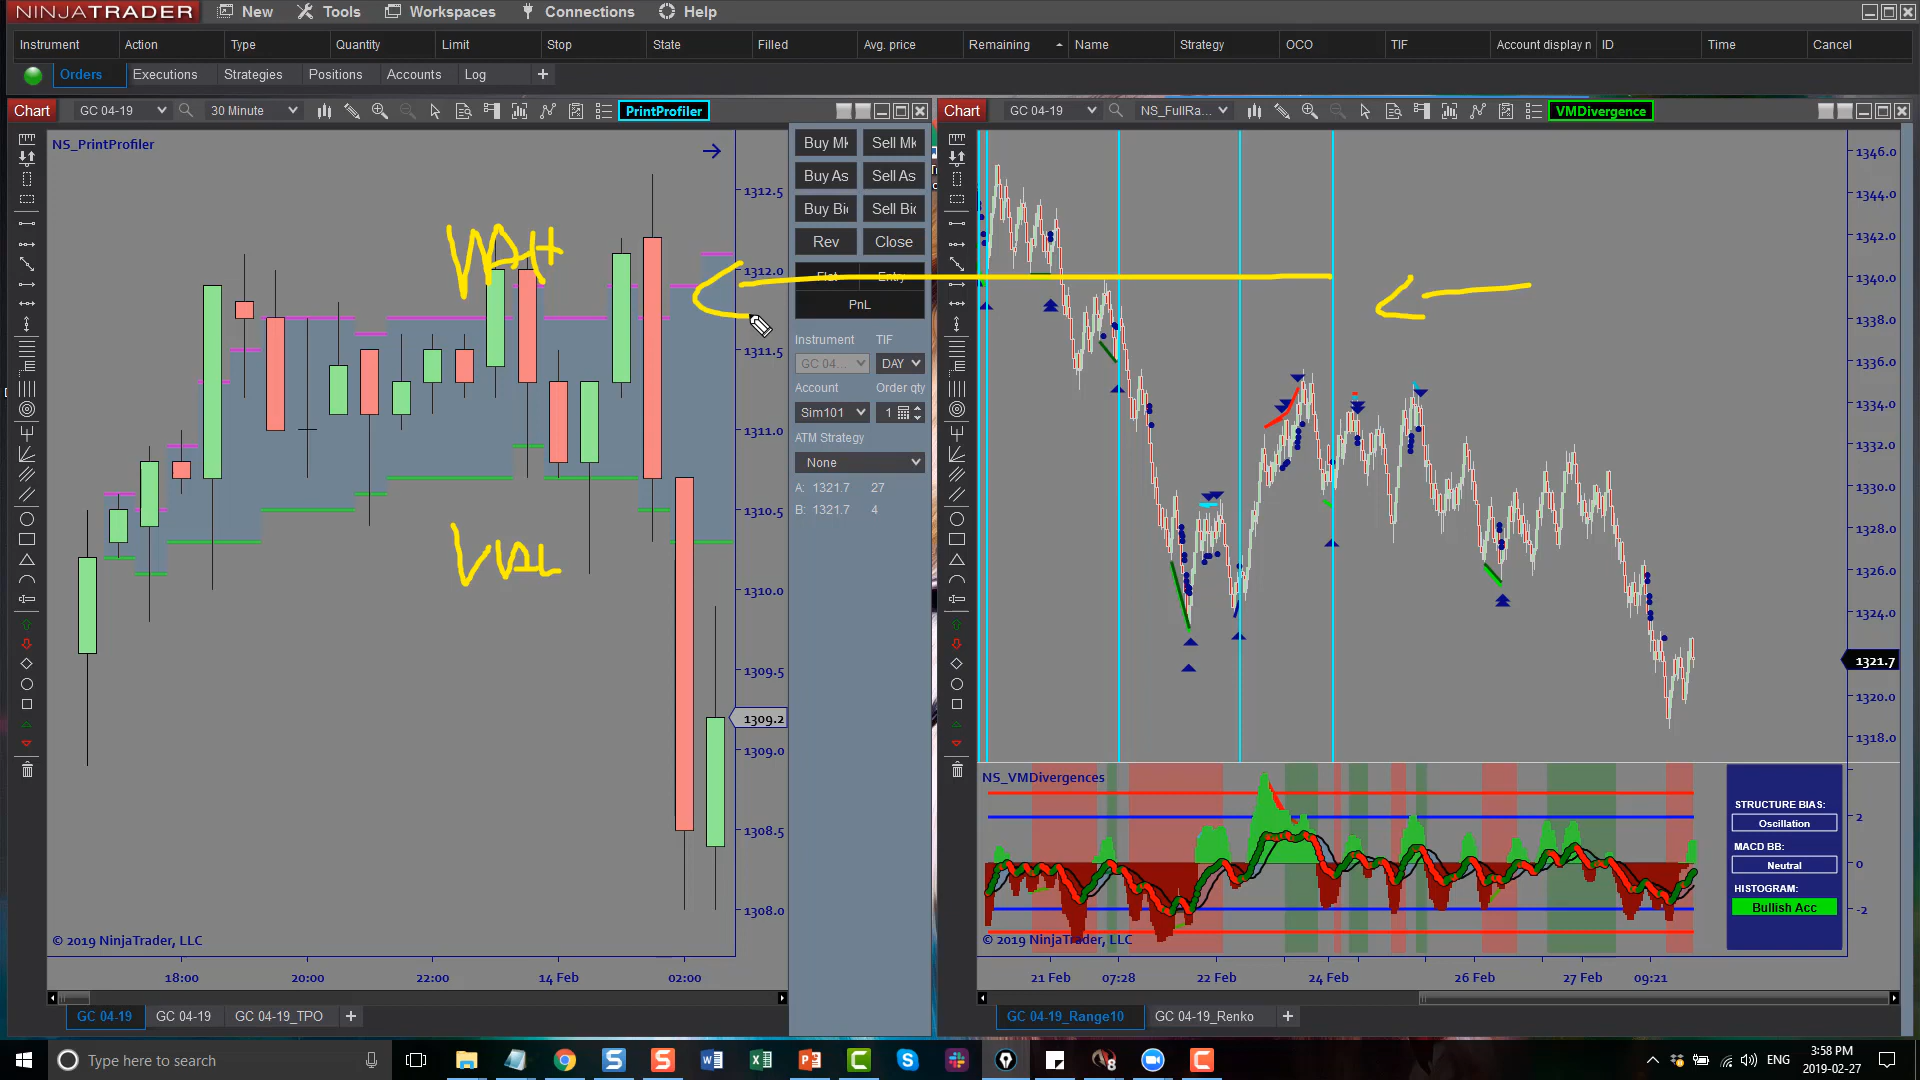 NINJATRADER New Tools Workspaces Connections Help
Instrument Action Type Quantity Limit Stop State Filled Avg. price Remaining Name Strategy OCO TIF Account display n ID Time Cancel
Orders Executions Strategies Positions Accounts Log +
Chart GC 04-19 30 Minute PrintProfiler
NS_PrintProfiler
1312.5
1312.0
1311.5
1311.0
1310.5
1310.0
1309.5
1309.2
1309.0
1308.5
1308.0
VAH
VAL
© 2019 NinjaTrader, LLC
18:00 20:00 22:00 14 Feb 02:00
GC 04-19 GC 04-19 GC 04-19_TPO +
Buy Mk Sell Mk
Buy As Sell As
Buy Bi Sell Bi
Rev Close
Flat Entry
PnL
Instrument TIF
GC 04... DAY
Account Order qty
Sim101 1
ATM Strategy
None
A: 1321.7 27
B: 1321.7 4
Chart GC 04-19 NS_FullRa... VMDivergence
1346.0
1344.0
1342.0
1340.0
1338.0
1336.0
1334.0
1332.0
1330.0
1328.0
1326.0
1324.0
1321.7
1320.0
1318.0
NS_VMDivergences
STRUCTURE BIAS:
Oscillation
MACD BB:
Neutral
HISTOGRAM:
Bullish Acc
2
0
-2
© 2019 NinjaTrader, LLC
21 Feb 07:28 22 Feb 24 Feb 26 Feb 27 Feb 09:21
GC 04-19_Range10 GC 04-19_Renko +
Type here to search
ENG 3:58 PM
2019-02-27